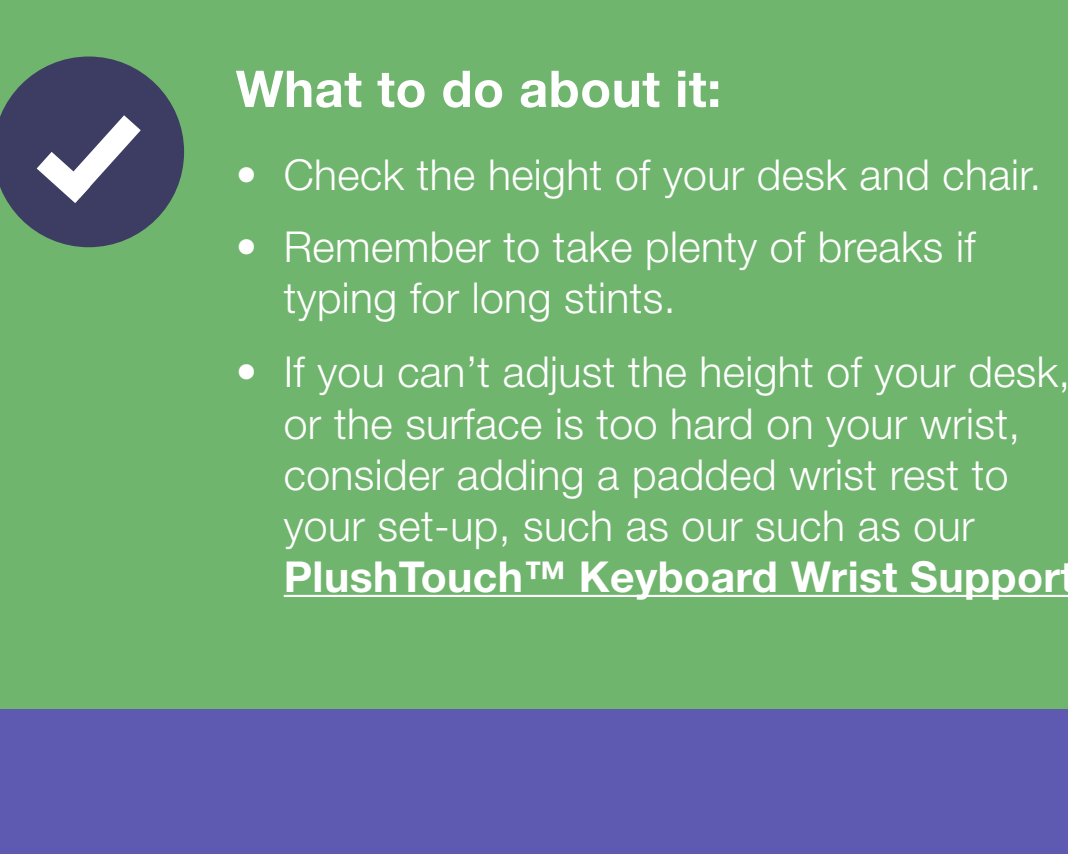 What to do about it:
• Check the height of your desk and chair.
• Remember to take plenty of breaks if
typing for long stints.
• If you can’t adjust the height of your desk,
or the surface is too hard on your wrist,
consider adding a padded wrist rest to
your set-up, such as our such as our
PlushTouch™ Keyboard Wrist Support